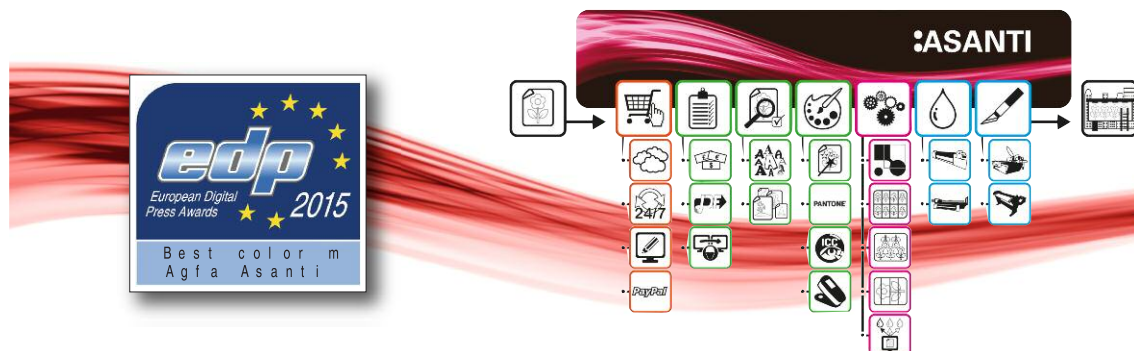 :ASANTI
edp
European Digital
Press Awards
2015
Best color m
Agfa Asanti
24/7
PANTONE
ICC
PayPal